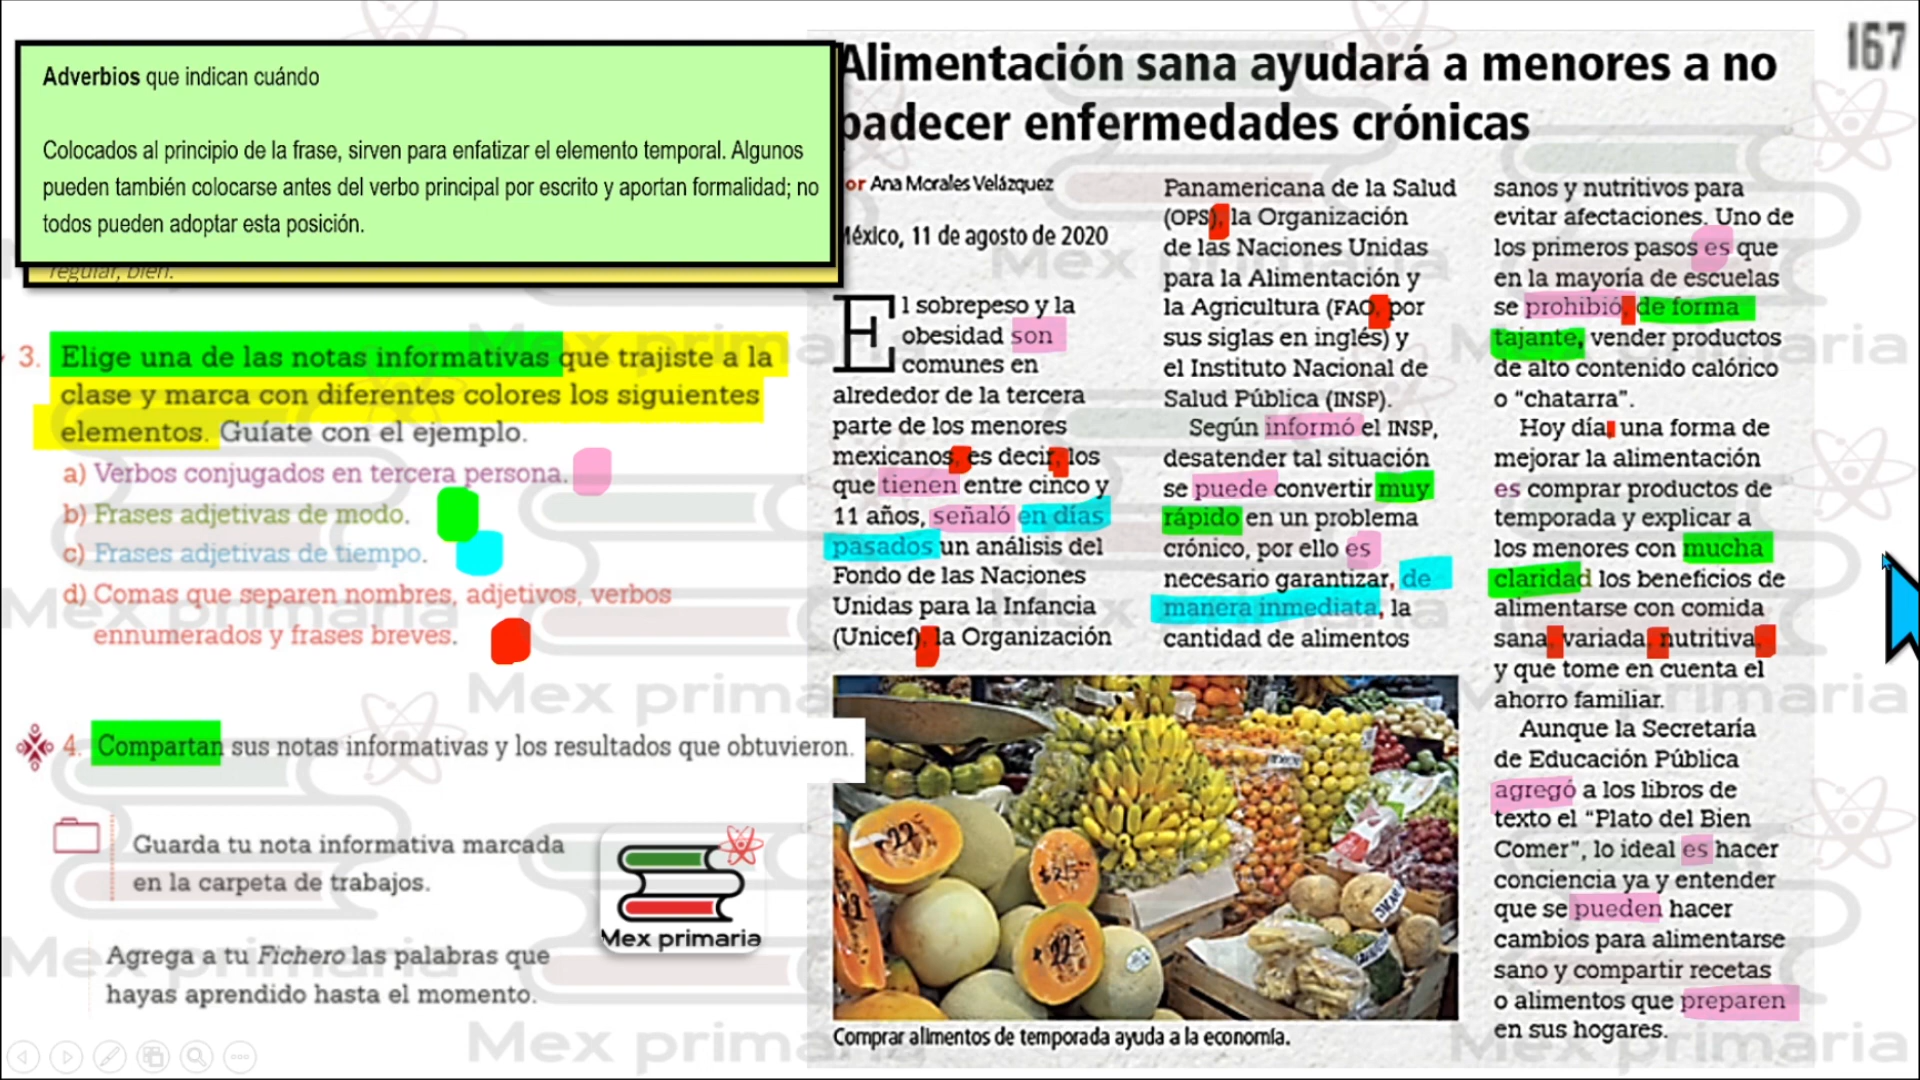 167
Adverbios que indican cuándo
Colocados al principio de la frase, sirven para enfatizar el elemento temporal. Algunos
pueden también colocarse antes del verbo principal por escrito y aportan formalidad; no
todos pueden adoptar esta posición.
regular, bien.
3. Elige una de las notas informativas que trajiste a la
clase y marca con diferentes colores los siguientes
elementos. Guíate con el ejemplo.
a) Verbos conjugados en tercera persona.
b) Frases adjetivas de modo.
c) Frases adjetivas de tiempo.
d) Comas que separen nombres, adjetivos, verbos
ennumerados y frases breves.
4. Compartan sus notas informativas y los resultados que obtuvieron.
Guarda tu nota informativa marcada
en la carpeta de trabajos.
Agrega a tu Fichero las palabras que
hayas aprendido hasta el momento.
Mex primaria
Alimentación sana ayudará a menores a no
padecer enfermedades crónicas
or Ana Morales Velázquez
México, 11 de agosto de 2020
El sobrepeso y la
obesidad son
comunes en
alrededor de la tercera
parte de los menores
mexicanos, es decir, los
que tienen entre cinco y
11 años, señaló en días
pasados un análisis del
Fondo de las Naciones
Unidas para la Infancia
(Unicef), la Organización
Panamericana de la Salud
(OPS), la Organización
de las Naciones Unidas
para la Alimentación y
la Agricultura (FAO, por
sus siglas en inglés) y
el Instituto Nacional de
Salud Pública (INSP).
Según informó el INSP,
desatender tal situación
se puede convertir muy
rápido en un problema
crónico, por ello es
necesario garantizar, de
manera inmediata, la
cantidad de alimentos
sanos y nutritivos para
evitar afectaciones. Uno de
los primeros pasos es que
en la mayoría de escuelas
se prohibió, de forma
tajante, vender productos
de alto contenido calórico
o “chatarra”.
Hoy día, una forma de
mejorar la alimentación
es comprar productos de
temporada y explicar a
los menores con mucha
claridad los beneficios de
alimentarse con comida
sana, variada, nutritiva,
y que tome en cuenta el
ahorro familiar.
Aunque la Secretaría
de Educación Pública
agregó a los libros de
texto el “Plato del Bien
Comer”, lo ideal es hacer
conciencia ya y entender
que se pueden hacer
cambios para alimentarse
sano y compartir recetas
o alimentos que preparen
en sus hogares.
Comprar alimentos de temporada ayuda a la economía.